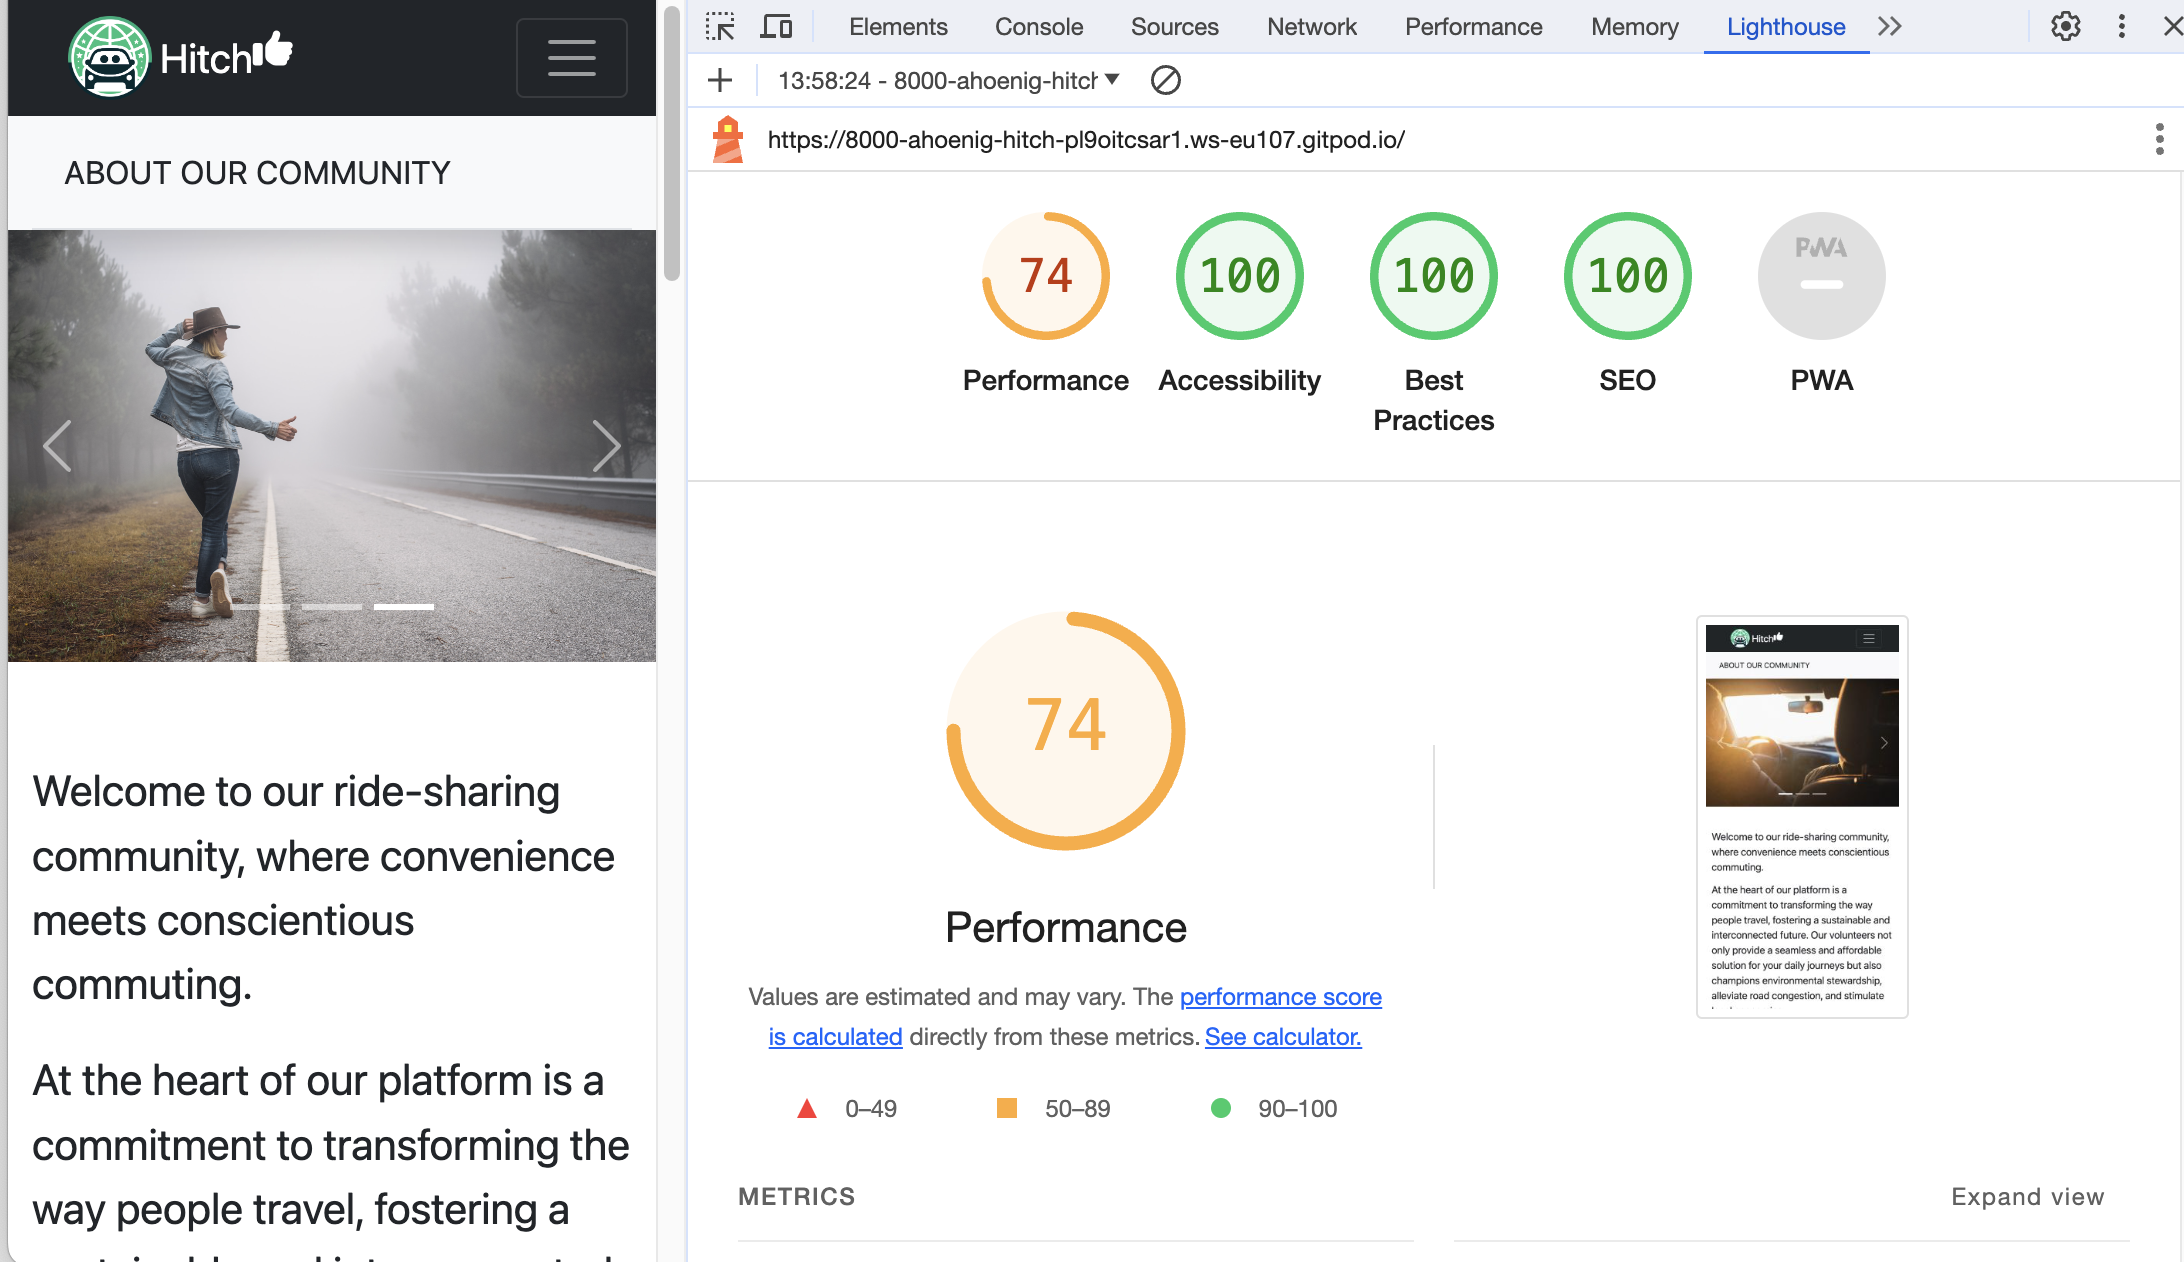 Hitch
ABOUT OUR COMMUNITY
Welcome to our ride-sharing
community, where convenience
meets conscientious
commuting.
At the heart of our platform is a
commitment to transforming the
way people travel, fostering a
Elements Console Sources Network Performance Memory Lighthouse
13:58:24 - 8000-ahoenig-hitch
https://8000-ahoenig-hitch-pl9oitcsar1.ws-eu107.gitpod.io/
74 100 100 100 PWA
Performance Accessibility Best Practices SEO PWA
74
Performance
Values are estimated and may vary. The performance score
is calculated directly from these metrics. See calculator.
0–49 50–89 90–100
METRICS
Expand view
Hitch
ABOUT OUR COMMUNITY
Welcome to our ride-sharing community,
where convenience meets conscientious
commuting.
At the heart of our platform is a
commitment to transforming the way
people travel, fostering a sustainable and
interconnected future. Our volunteers not
only provide a seamless and affordable
solution for your daily journeys but also
champions environmental stewardship,
alleviate road congestion, and stimulate